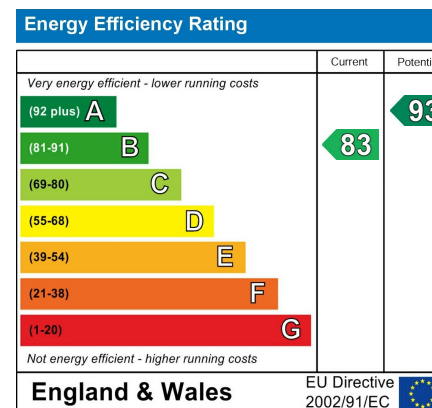 Energy Efficiency Rating
Current
Very energy efficient - lower running costs
(92 plus) A
93
(81-91) B
83
(69-80) C
(55-68) D
(39-54) E
(21-38) F
(1-20) G
Not energy efficient - higher running costs
England & Wales
EU Directive
2002/91/EC